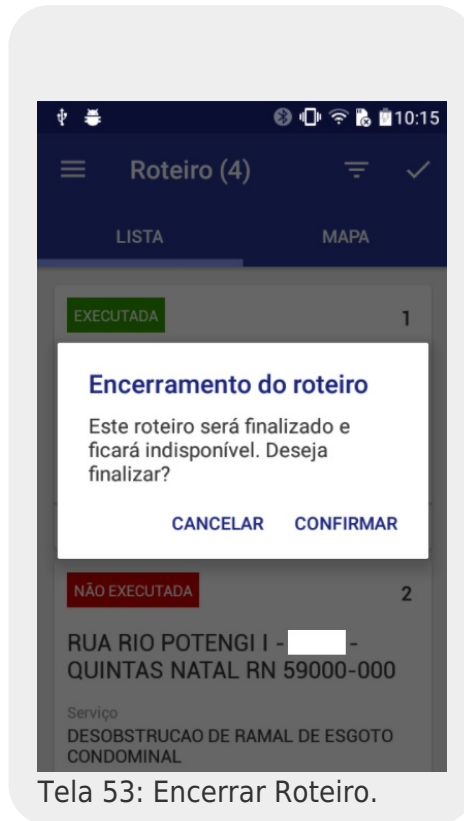 10:15
Roteiro (4)
LISTA MAPA
EXECUTADA 1
Encerramento do roteiro
Este roteiro será finalizado e
ficará indisponível. Deseja
finalizar?
CANCELAR CONFIRMAR
NÃO EXECUTADA 2
RUA RIO POTENGI I - -
QUINTAS NATAL RN 59000-000
Serviço
DESOBSTRUCAO DE RAMAL DE ESGOTO
CONDOMINAL
Tela 53: Encerrar Roteiro.